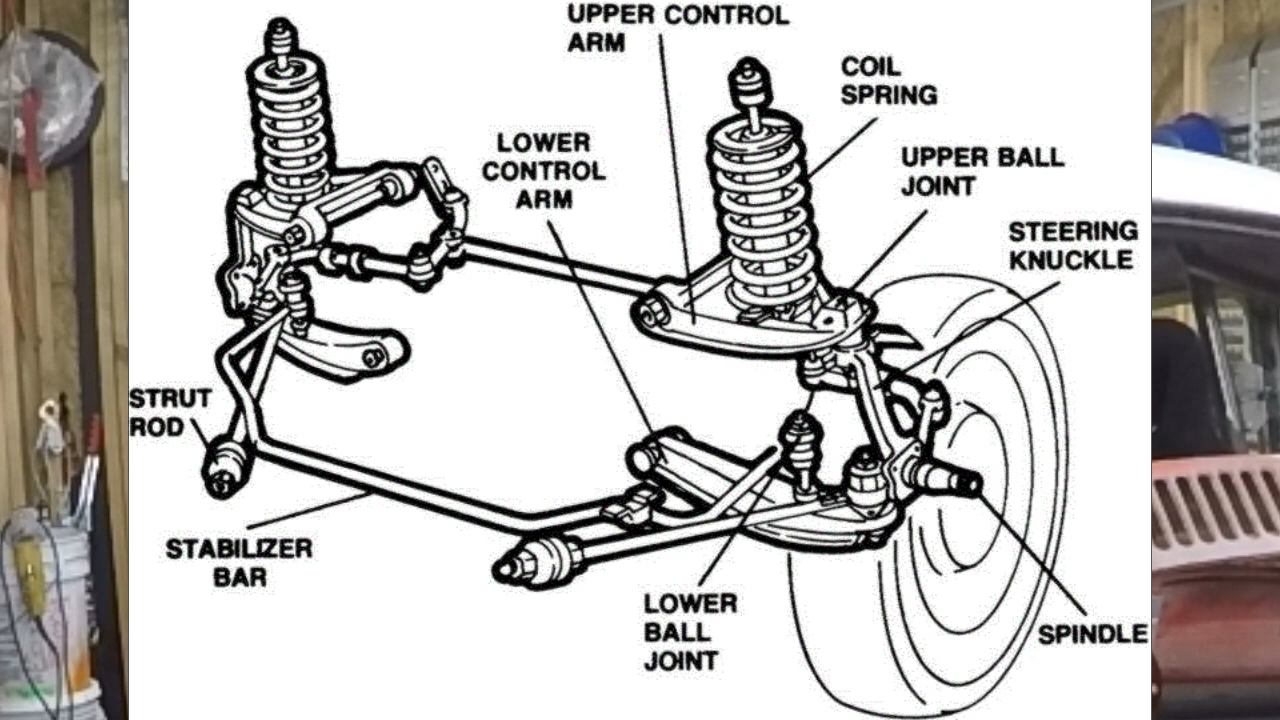 UPPER CONTROL
ARM
COIL
SPRING
LOWER
CONTROL
ARM
UPPER BALL
JOINT
STEERING
KNUCKLE
STRUT
ROD
STABILIZER
BAR
LOWER
BALL
JOINT
SPINDLE